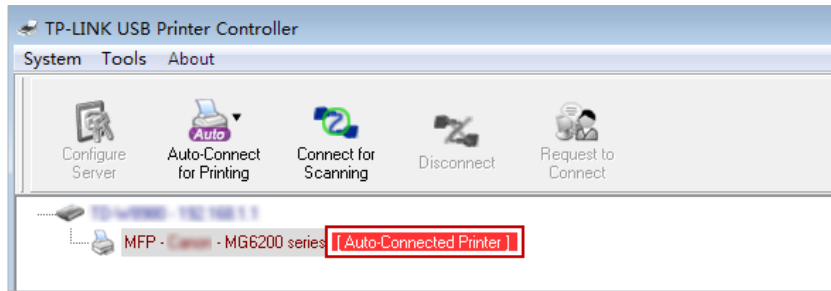 TP-LINK USB Printer Controller
System Tools About
Auto
Configure Server
Auto-Connect for Printing
Connect for Scanning
Disconnect
Request to Connect
MFP - - MG6200 series [ Auto-Connected Printer ]